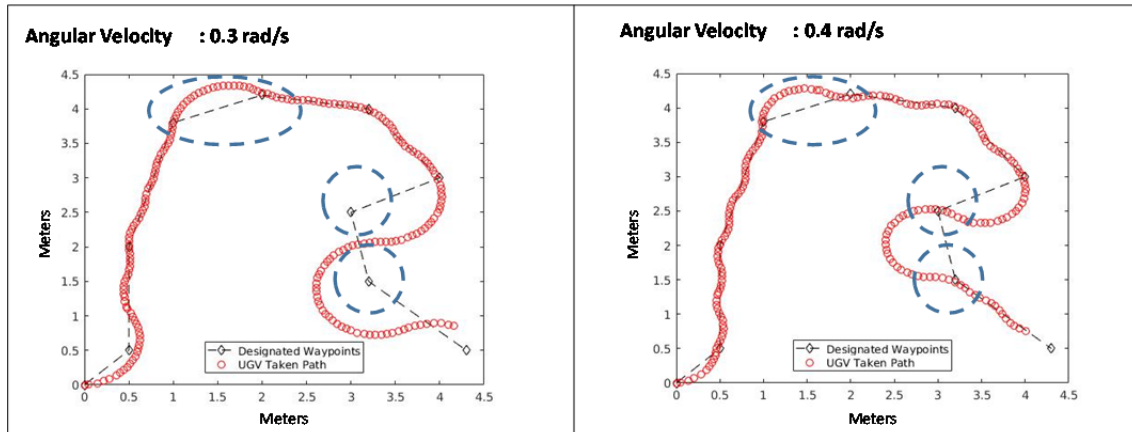 Angular Velocity : 0.3 rad/s
4.5
4
3.5
3
2.5
2
1.5
1
0.5
0
Meters
Designated Waypoints
UGV Taken Path
0 0.5 1 1.5 2 2.5 3 3.5 4 4.5
Meters
Angular Velocity : 0.4 rad/s
4.5
4
3.5
3
2.5
2
1.5
1
0.5
0
Meters
Designated Waypoints
UGV Taken Path
0 0.5 1 1.5 2 2.5 3 3.5 4 4.5
Meters